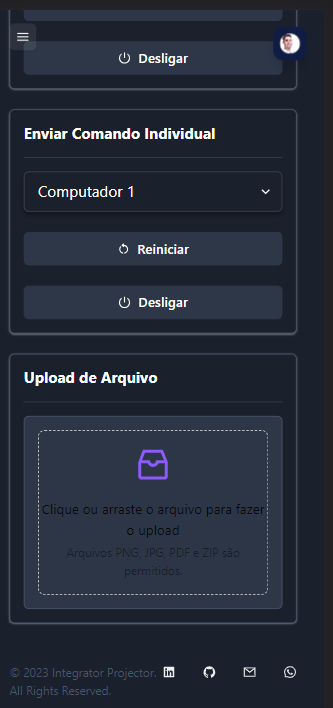 Desligar
Enviar Comando Individual
Computador 1
Reiniciar
Desligar
Upload de Arquivo
Clique ou arraste o arquivo para fazer
o upload
Arquivos PNG, JPG, PDF e ZIP são
permitidos.
© 2023 Integrator Projector.
All Rights Reserved.